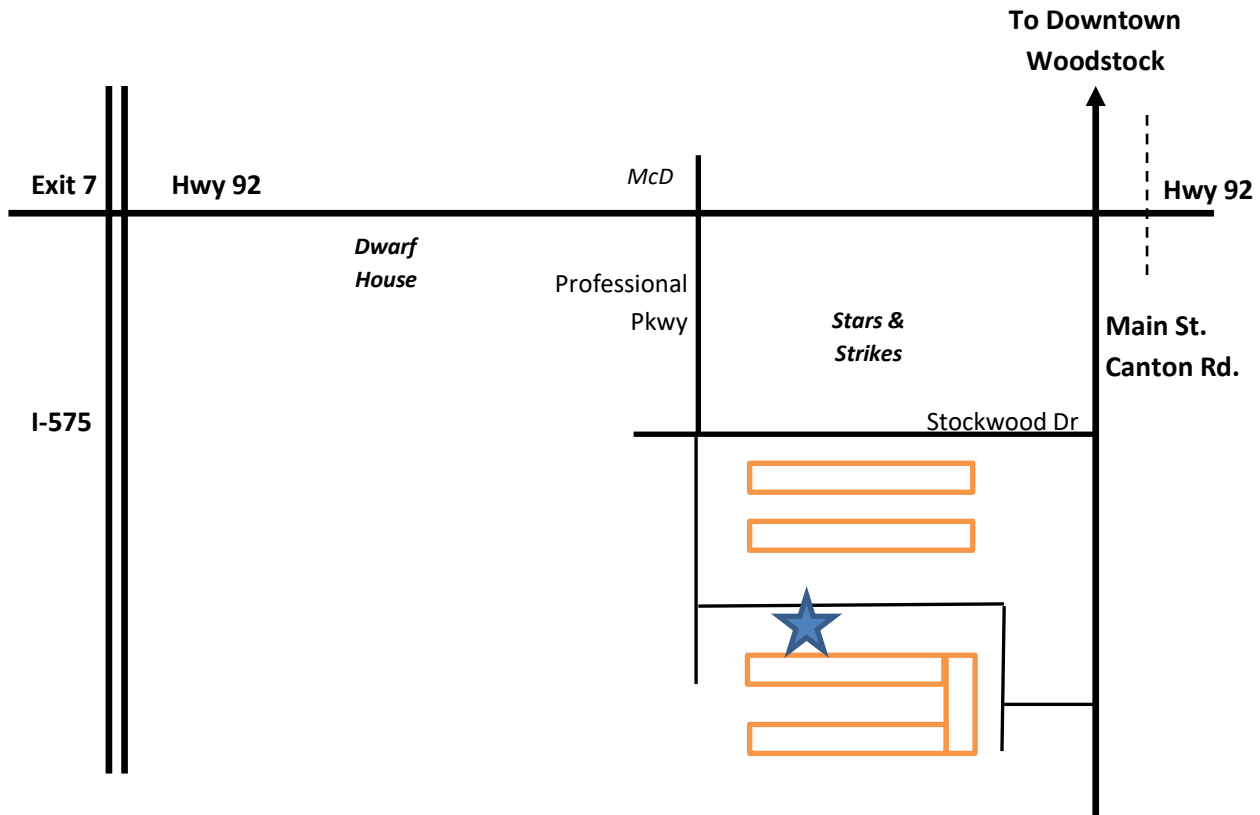 To Downtown
Woodstock
Exit 7
Hwy 92
McD
Hwy 92
Dwarf
House
Professional
Pkwy
Stars &
Strikes
Main St.
Canton Rd.
I-575
Stockwood Dr